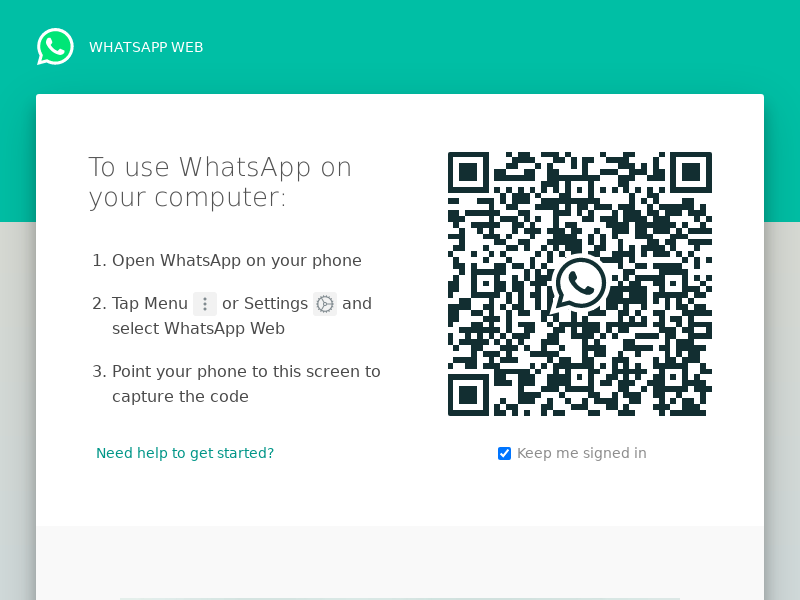 WHATSAPP WEB
To use WhatsApp on
your computer:
1. Open WhatsApp on your phone
2. Tap Menu or Settings and
select WhatsApp Web
3. Point your phone to this screen to
capture the code
Need help to get started?
Keep me signed in